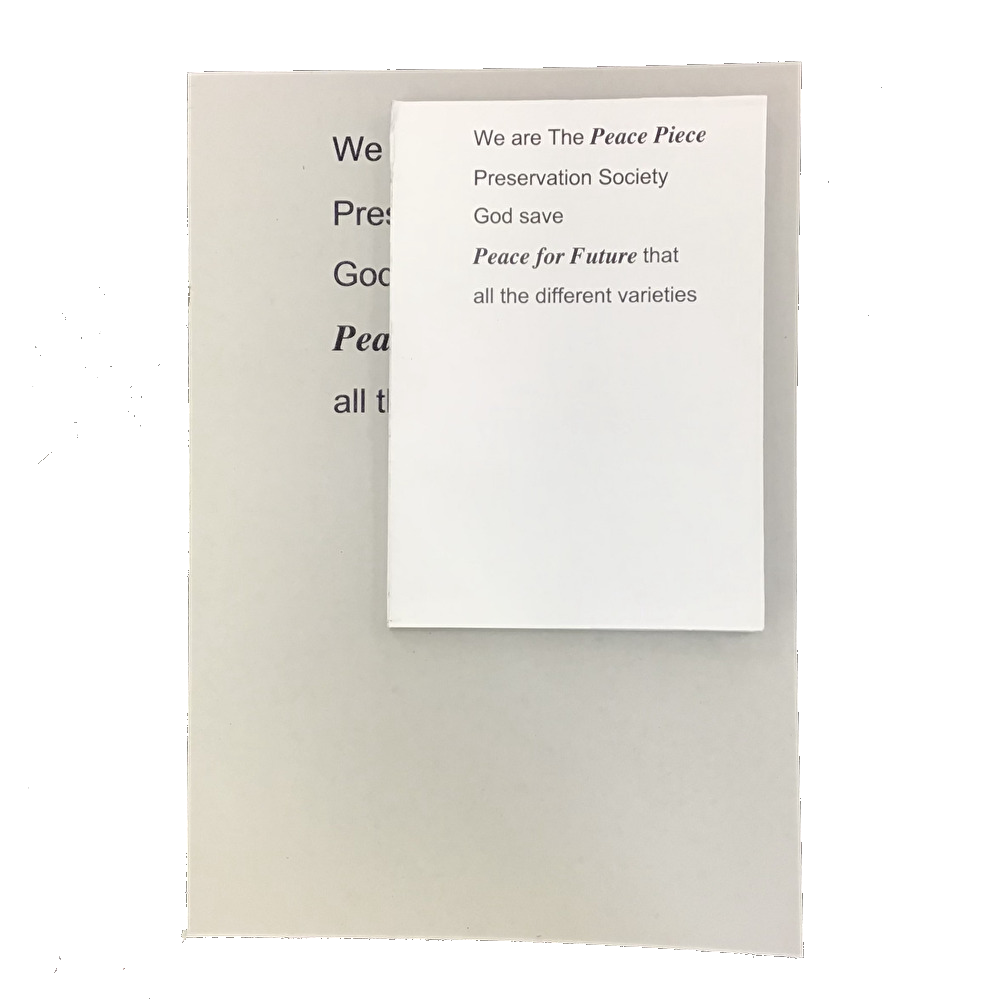 We
Pres
God
Pea
all th
We are The Peace Piece
Preservation Society
God save
Peace for Future that
all the different varieties